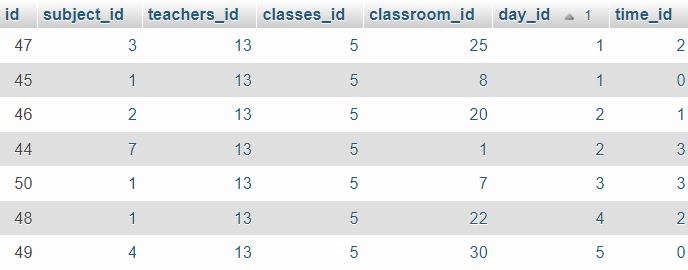 id subject_id teachers_id classes_id classroom_id day_id 1 time_id
47 3 13 5 25 1 2
45 1 13 5 8 1 0
46 2 13 5 20 2 1
44 7 13 5 1 2 3
50 1 13 5 7 3 3
48 1 13 5 22 4 2
49 4 13 5 30 5 0